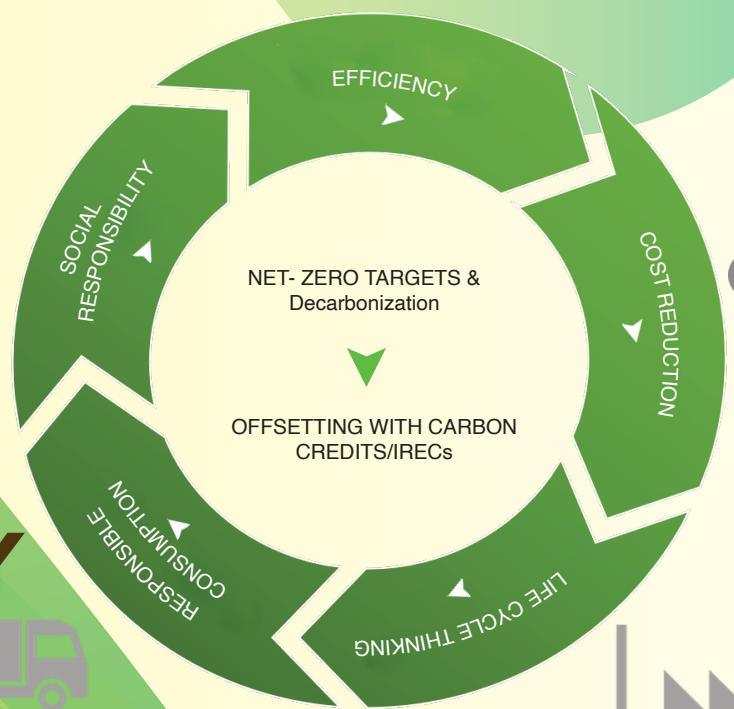 EFFICIENCY
COST REDUCTION
LIFE CYCLE THINKING
RESPONSIBLE
CONSUMPTION
SOCIAL
RESPONSIBILITY
NET- ZERO TARGETS &
Decarbonization
OFFSETTING WITH CARBON
CREDITS/IRECs